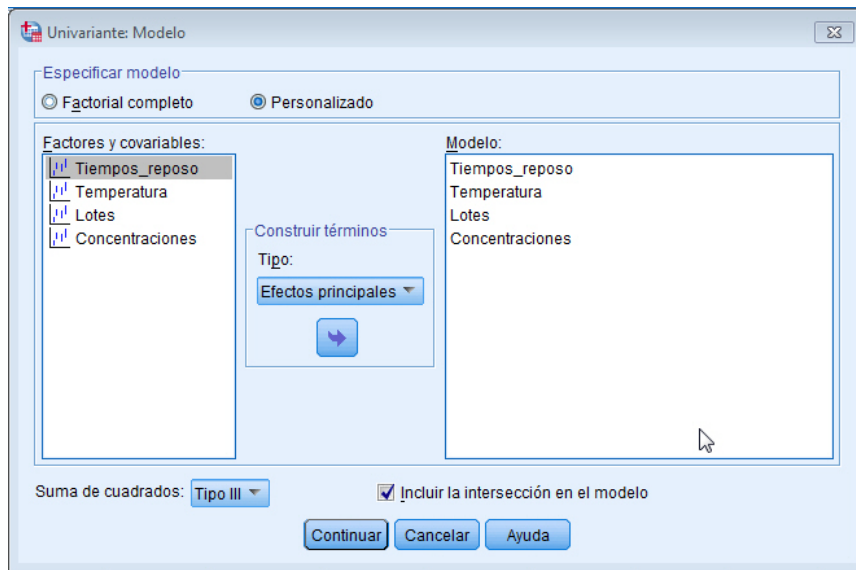 Univariante: Modelo
Especificar modelo
Factorial completo
Personalizado
Factores y covariables:
Tiempos_reposo
Temperatura
Lotes
Concentraciones
Construir términos
Tipo:
Efectos principales
Modelo:
Tiempos_reposo
Temperatura
Lotes
Concentraciones
Suma de cuadrados: Tipo III
Incluir la intersección en el modelo
Continuar
Cancelar
Ayuda